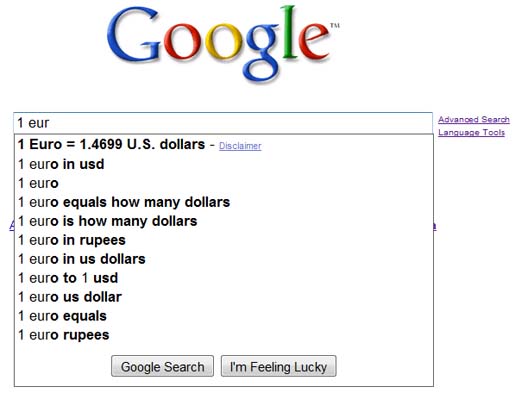 Google™
1 eur
Advanced Search
Language Tools
1 Euro = 1.4699 U.S. dollars - Disclaimer
1 euro in usd
1 euro
1 euro equals how many dollars
1 euro is how many dollars
1 euro in rupees
1 euro in us dollars
1 euro to 1 usd
1 euro us dollar
1 euro equals
1 euro rupees
Google Search
I'm Feeling Lucky